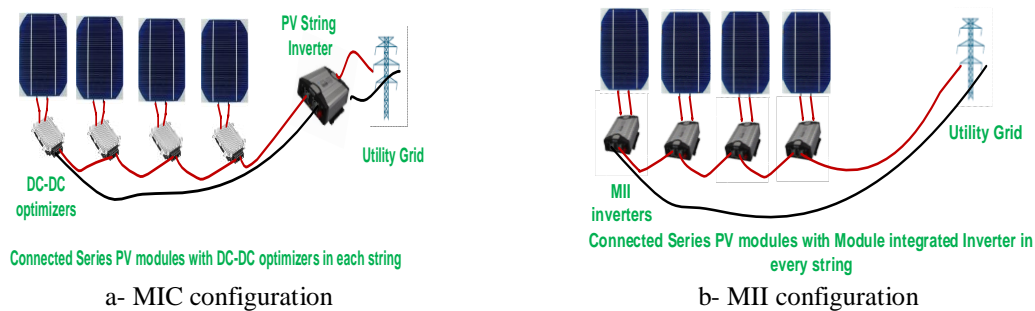 PV String
Inverter
Utility Grid
DC-DC
optimizers
Connected Series PV modules with DC-DC optimizers in each string
a- MIC configuration
Utility Grid
MII
inverters
Connected Series PV modules with Module integrated Inverter in
every string
b- MII configuration